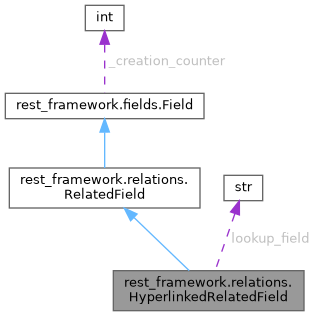 int
_creation_counter
rest_framework.fields.Field
rest_framework.relations.
RelatedField
str
lookup_field
rest_framework.relations.
HyperlinkedRelatedField